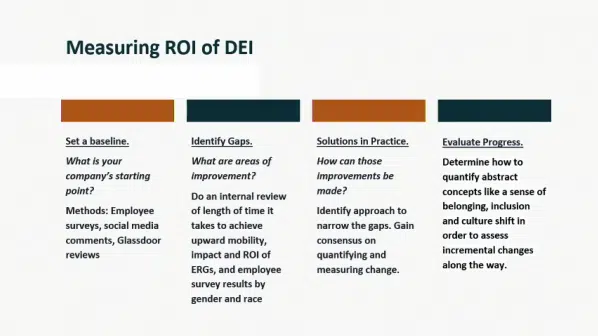 Measuring ROI of DEI
Set a baseline.
What is your
company's starting
point?
Methods: Employee
surveys, social media
comments, Glassdoor
reviews
Identify Gaps.
What are areas of
improvement?
Do an internal review
of length of time it
takes to achieve
upward mobility,
impact and ROI of
ERGs, and employee
survey results by
gender and race
Solutions in Practice.
How can those
improvements be
made?
Identify approach to
narrow the gaps. Gain
consensus on
quantifying and
measuring change.
Evaluate Progress.
Determine how to
quantify abstract
concepts like a sense of
belonging, inclusion
and culture shift in
order to assess
incremental changes
along the way.